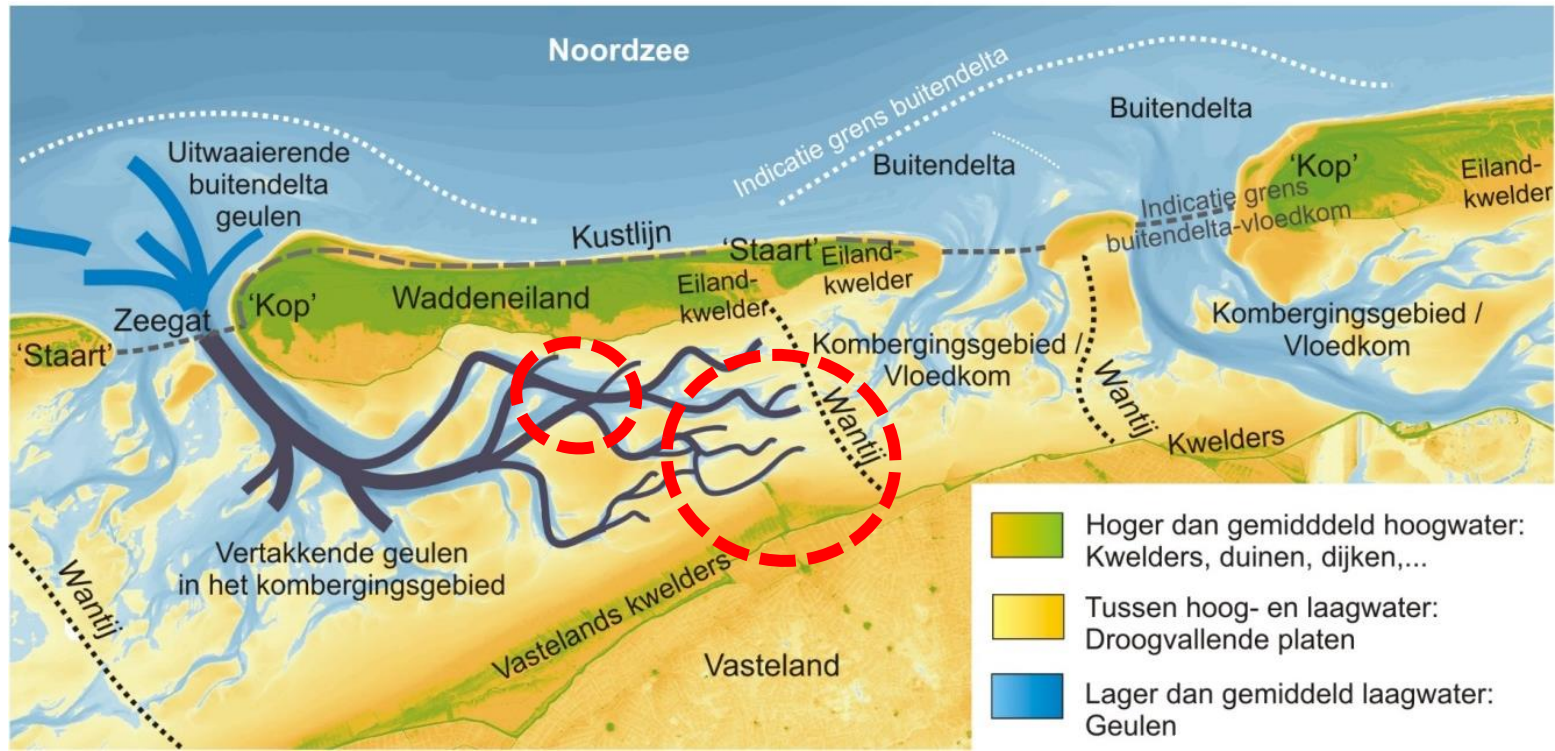 Noordzee
Indicatie grens buitendelta
Buitendelta
Uitwaaierende
buitendelta
geulen
Buitendelta
'Kop'
Eiland-
kwelder
Indicatie grens
buitendelta-vloedkom
Kustlijn
'Staart'
Eiland-
kwelder
Eiland-
kwelder
'Kop'
Waddeneiland
Zeegat
'Staart'
Kombergingsgebied /
Vloedkom
Kombergingsgebied /
Vloedkom
Wantij
Wantij
Kwelders
Vertakkende geulen
in het kombergingsgebied
Wantij
Vastelands kwelders
Vasteland
Hoger dan gemidddeld hoogwater:
Kwelders, duinen, dijken,...
Tussen hoog- en laagwater:
Droogvallende platen
Lager dan gemiddeld laagwater:
Geulen